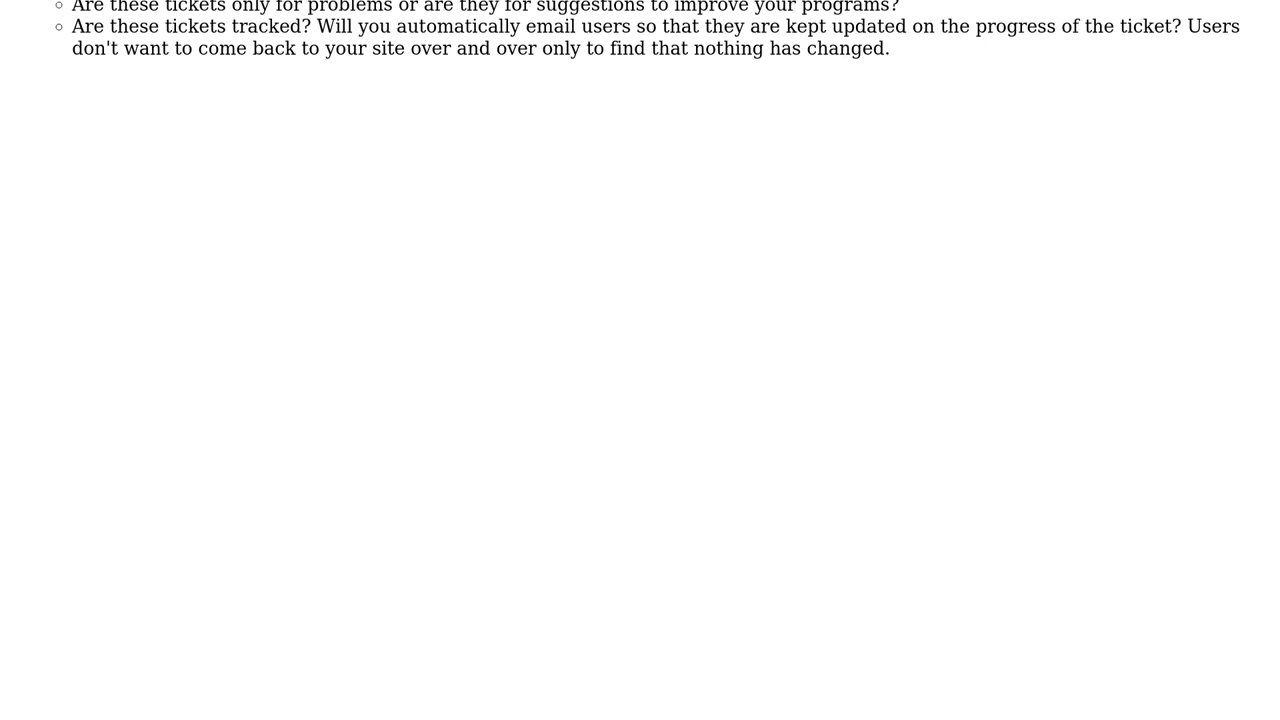 Are these tickets only for problems or are they for suggestions to improve your programs?
Are these tickets tracked? Will you automatically email users so that they are kept updated on the progress of the ticket? Users
don't want to come back to your site over and over only to find that nothing has changed.